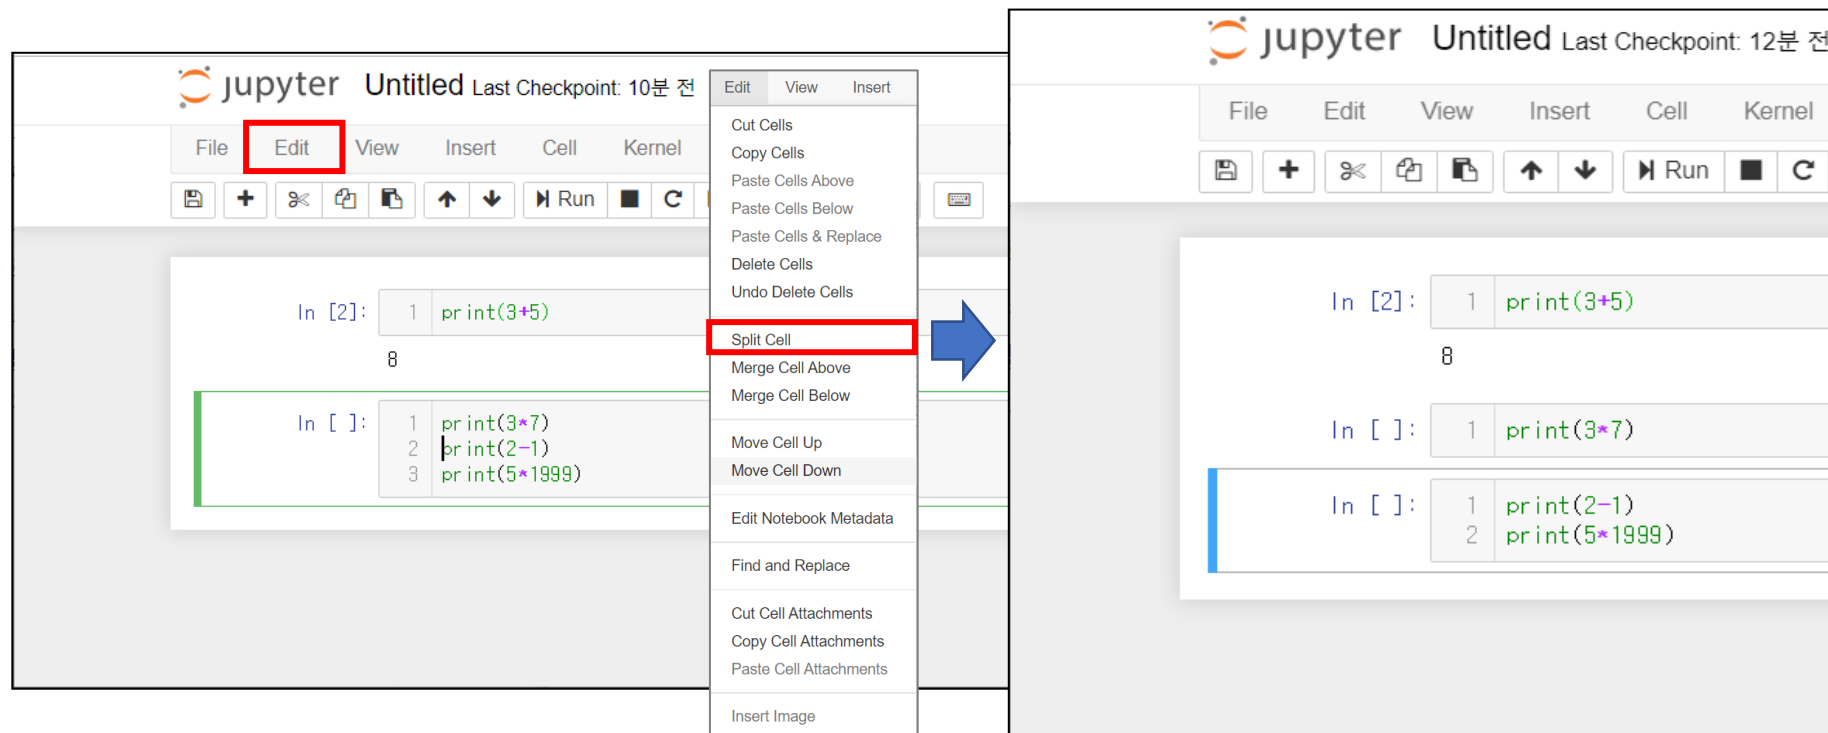 jupyter Untitled Last Checkpoint: 10분 전
File Edit View Insert Cell Kernel
Run
In [2]: 1 print(3+5)
8
In [ ]: 1 print(3*7)
2 print(2-1)
3 print(5*1999)
Edit View Insert
Cut Cells
Copy Cells
Paste Cells Above
Paste Cells Below
Paste Cells & Replace
Delete Cells
Undo Delete Cells
Split Cell
Merge Cell Above
Merge Cell Below
Move Cell Up
Move Cell Down
Edit Notebook Metadata
Find and Replace
Cut Cell Attachments
Copy Cell Attachments
Paste Cell Attachments
Insert Image
jupyter Untitled Last Checkpoint: 12분 전
File Edit View Insert Cell Kernel
Run
In [2]: 1 print(3+5)
8
In [ ]: 1 print(3*7)
In [ ]: 1 print(2-1)
2 print(5*1999)